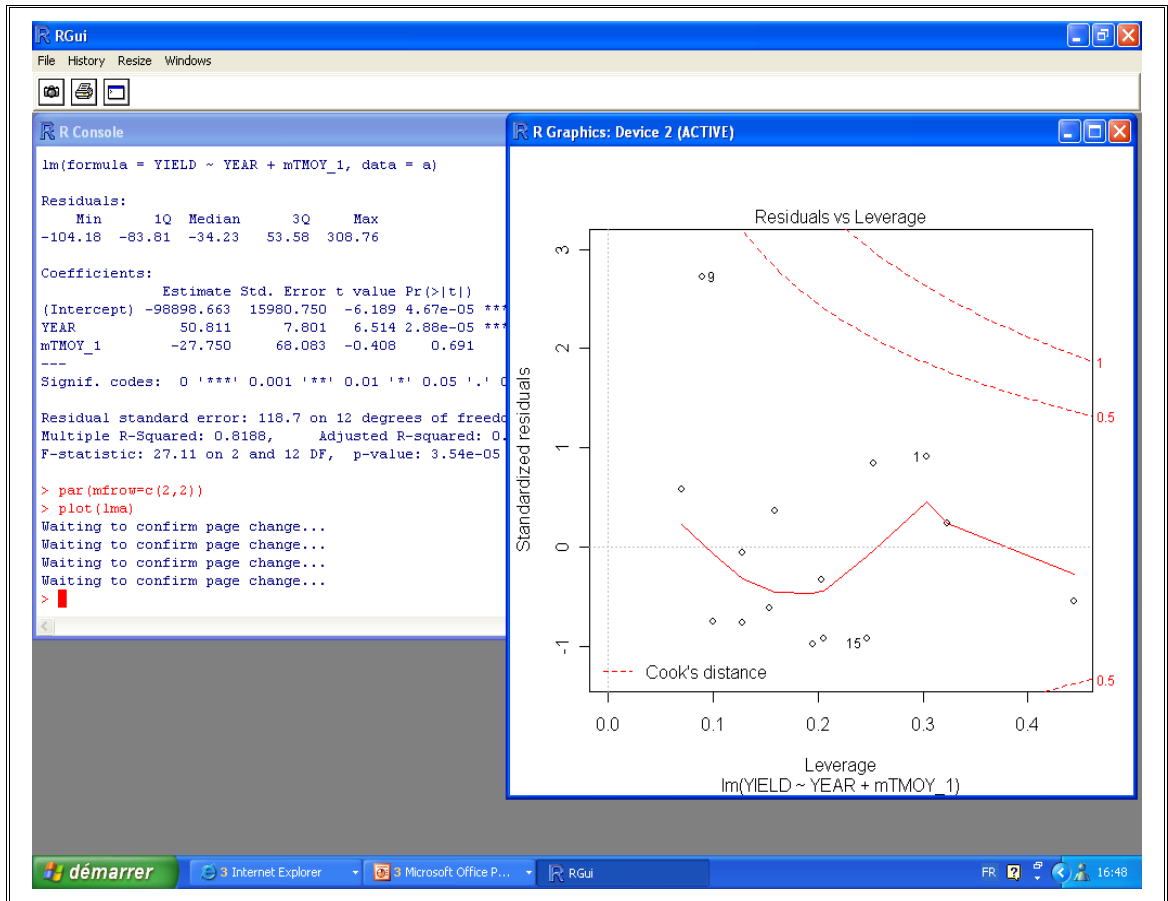 RGui
File History Resize Windows
R Console
lm(formula = YIELD ~ YEAR + mTMOY_1, data = a)
Residuals:
Min 1Q Median 3Q Max
-104.18 -83.81 -34.23 53.58 308.76
Coefficients:
Estimate Std. Error t value Pr(>|t|)
(Intercept) -98898.663 15980.750 -6.189 4.67e-05 ***
YEAR 50.811 7.801 6.514 2.88e-05 ***
mTMOY_1 -27.750 68.083 -0.408 0.691
---
Signif. codes: 0 '***' 0.001 '**' 0.01 '*' 0.05 '.' 0
Residual standard error: 118.7 on 12 degrees of freedo
Multiple R-Squared: 0.8188, Adjusted R-squared: 0.
F-statistic: 27.11 on 2 and 12 DF, p-value: 3.54e-05
> par(mfrow=c(2,2))
> plot(lma)
Waiting to confirm page change...
Waiting to confirm page change...
Waiting to confirm page change...
Waiting to confirm page change...
>
R Graphics: Device 2 (ACTIVE)
Residuals vs Leverage
Standardized residuals
3
2
1
0
-1
9
1
15
1
0.5
0.5
Cook's distance
0.0 0.1 0.2 0.3 0.4
Leverage
lm(YIELD ~ YEAR + mTMOY_1)
démarrer
3 Internet Explorer
3 Microsoft Office P...
RGui
FR
16:48